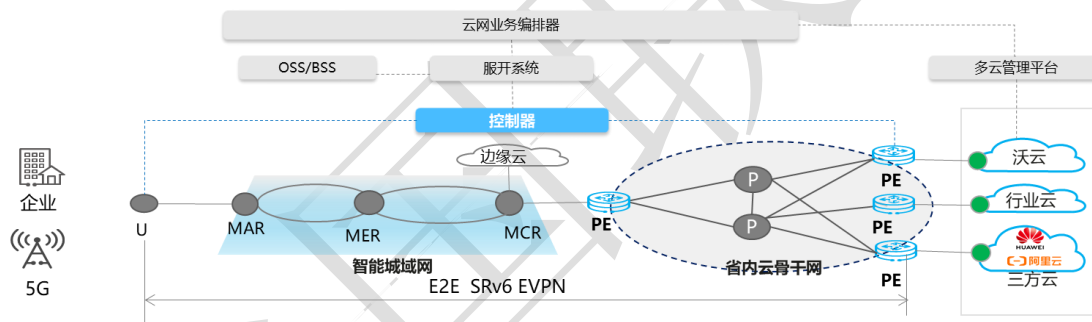 云网业务编排器
OSS/BSS
服开系统
多云管理平台
控制器
边缘云
沃云
企业
P
PE
行业云
U
MAR
MER
MCR
PE
P
PE
HUAWEI
阿里云
智能城域网
省内云骨干网
PE
三方云
5G
E2E SRv6 EVPN